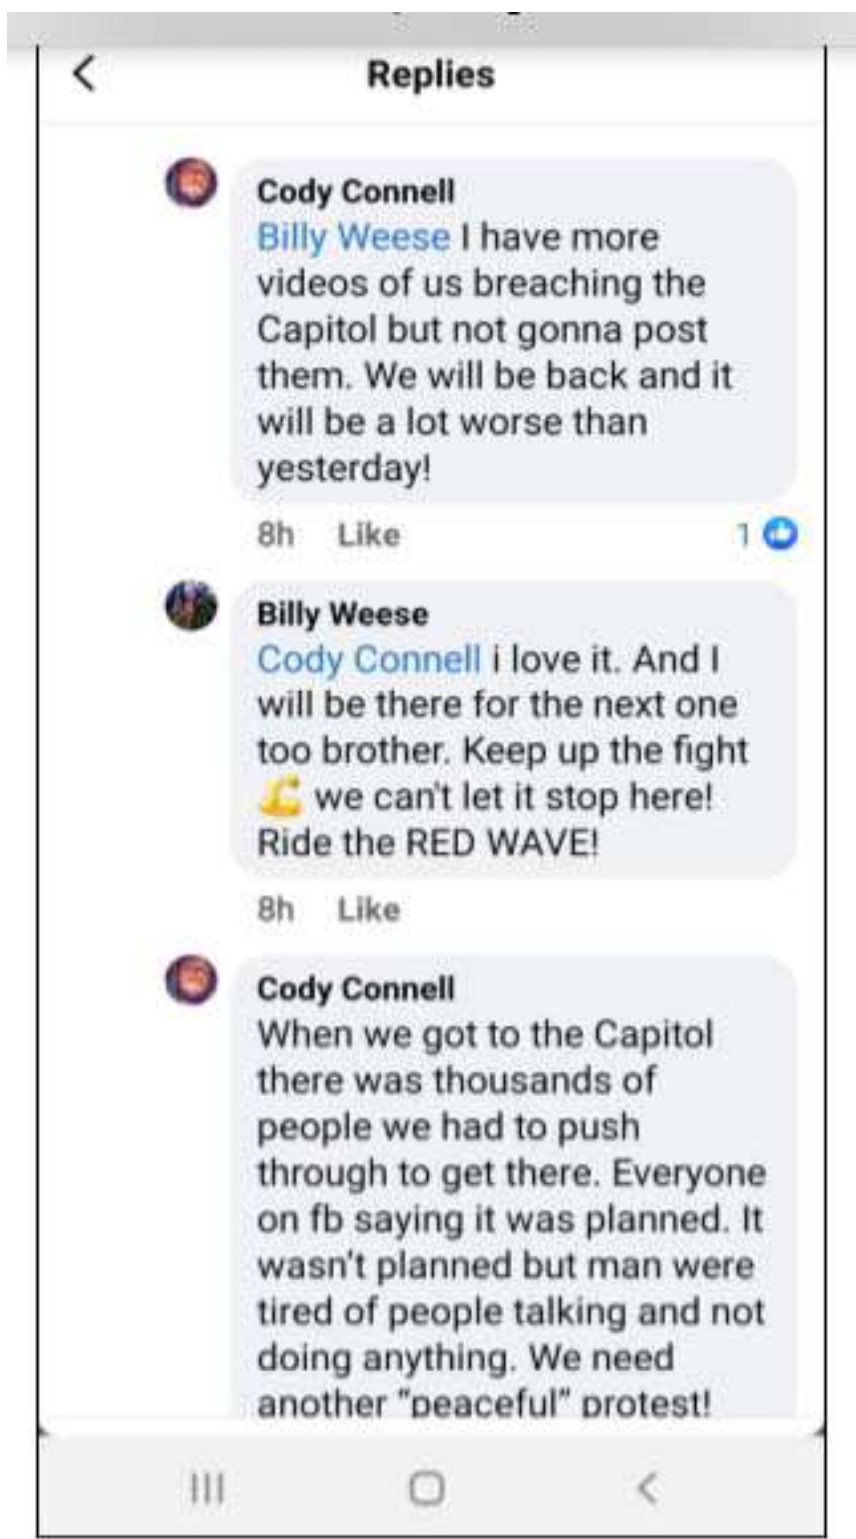 Replies
Cody Connell
Billy Weese I have more
videos of us breaching the
Capitol but not gonna post
them. We will be back and it
will be a lot worse than
yesterday!
8h Like 1
Billy Weese
Cody Connell i love it. And I
will be there for the next one
too brother. Keep up the fight
💪 we can't let it stop here!
Ride the RED WAVE!
8h Like
Cody Connell
When we got to the Capitol
there was thousands of
people we had to push
through to get there. Everyone
on fb saying it was planned. It
wasn't planned but man were
tired of people talking and not
doing anything. We need
another “peaceful” protest!